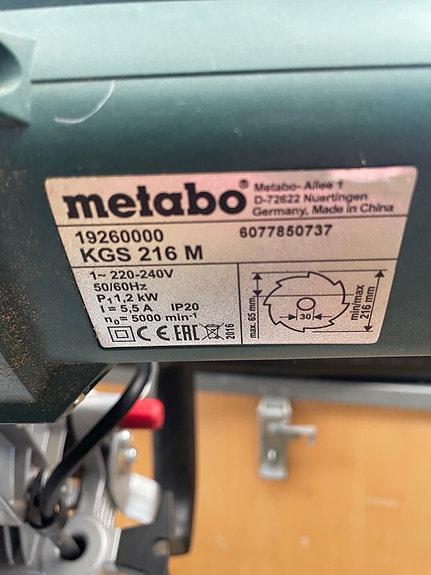 metabo® Metabo-Allee 1
D-72622 Nuertingen
Germany, Made in China
19260000 6077850737
KGS 216 M
1~ 220-240V
50/60Hz
P₁ 1,2 kW
I = 5,5 A IP20
n₀= 5000 min⁻¹
CE EAC 2016
max. 65 mm
30
min/max
216 mm